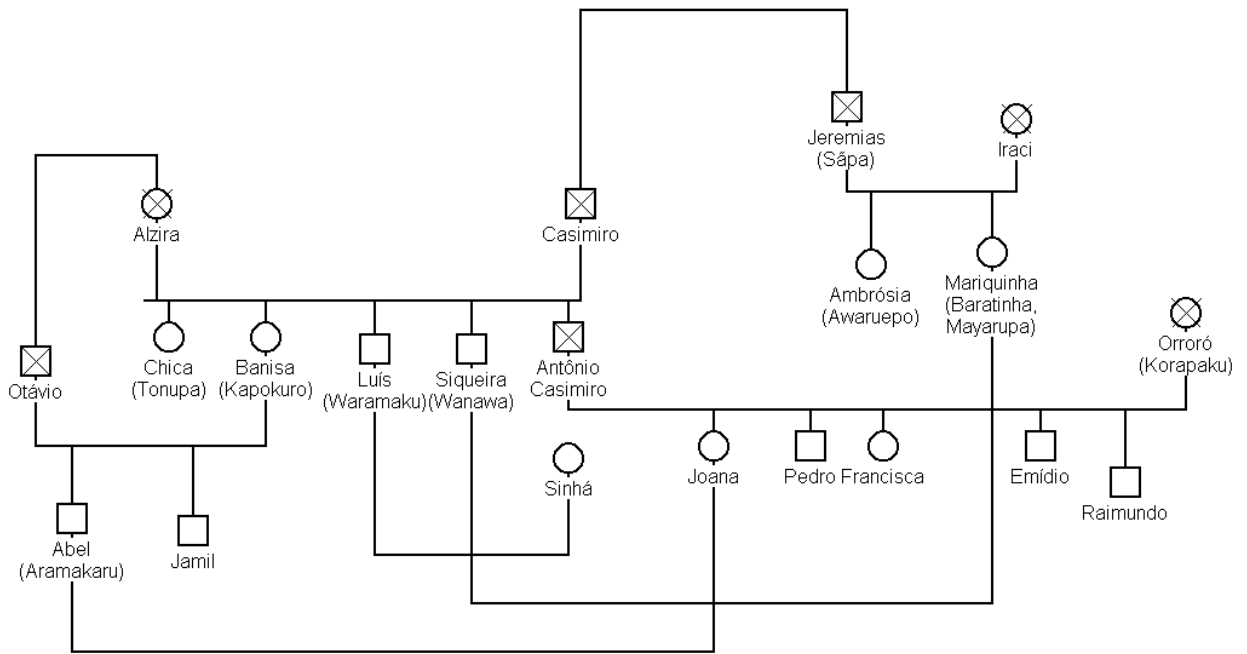 Jeremias
(Sãpa)
Iraci
Alzira
Casimiro
Ambrósia
(Awaruepo)
Mariquinha
(Baratinha,
Mayarupa)
Orroró
(Korapaku)
Otávio
Chica
(Tonupa)
Banisa
(Kapokuro)
Luís
(Waramaku)
Siqueira
(Wanawa)
Antônio
Casimiro
Sinhá
Joana
Pedro
Francisca
Emídio
Raimundo
Abel
(Aramakaru)
Jamil